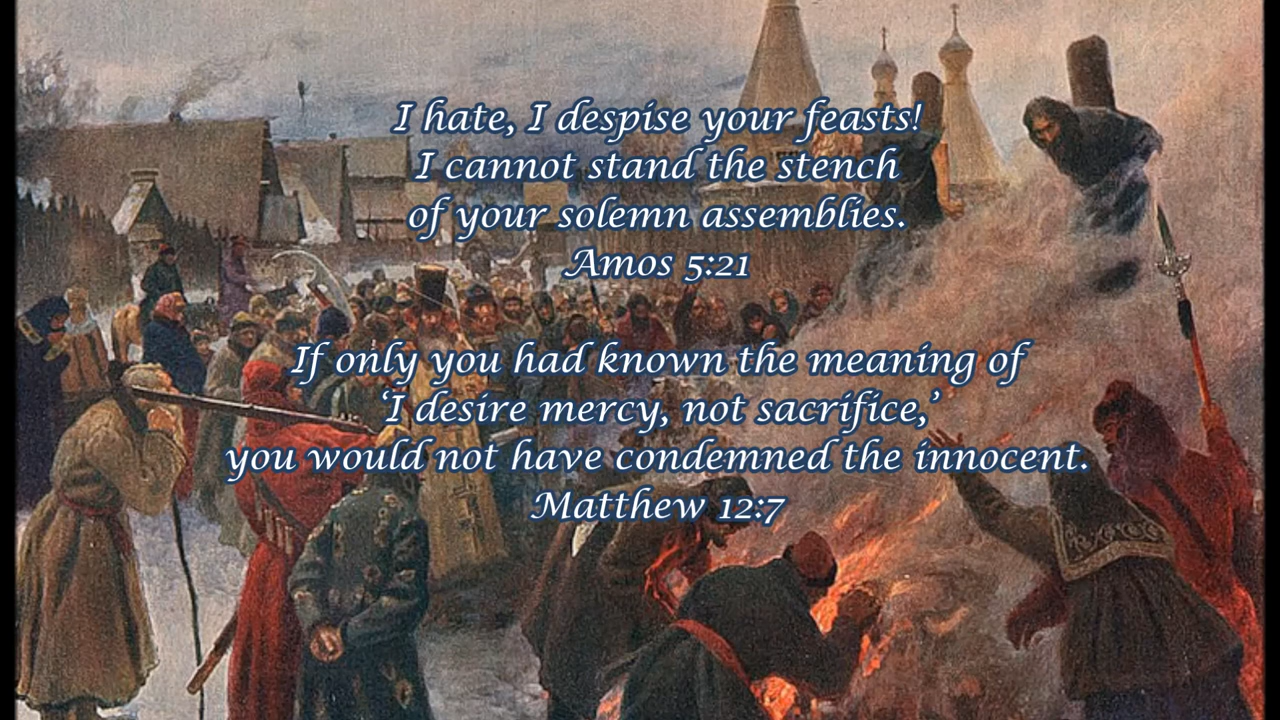 I hate, I despise your feasts!
I cannot stand the stench
of your solemn assemblies.
Amos 5:21
If only you had known the meaning of
‘I desire mercy, not sacrifice,’
you would not have condemned the innocent.
Matthew 12:7